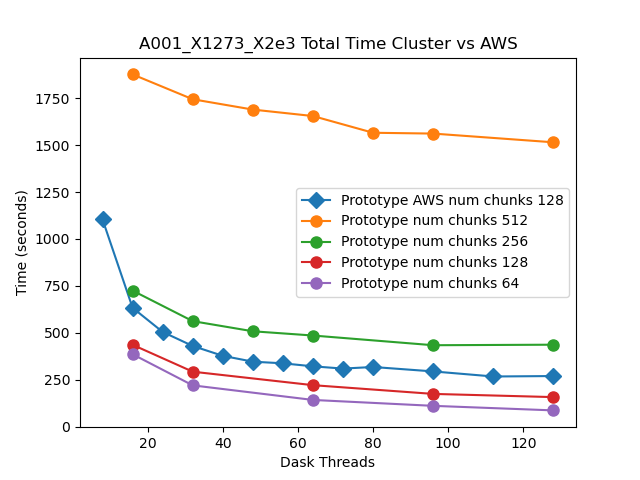 A001_X1273_X2e3 Total Time Cluster vs AWS
Time (seconds)
1750
1500
1250
1000
750
500
250
0
Prototype AWS num chunks 128
Prototype num chunks 512
Prototype num chunks 256
Prototype num chunks 128
Prototype num chunks 64
20 40 60 80 100 120
Dask Threads